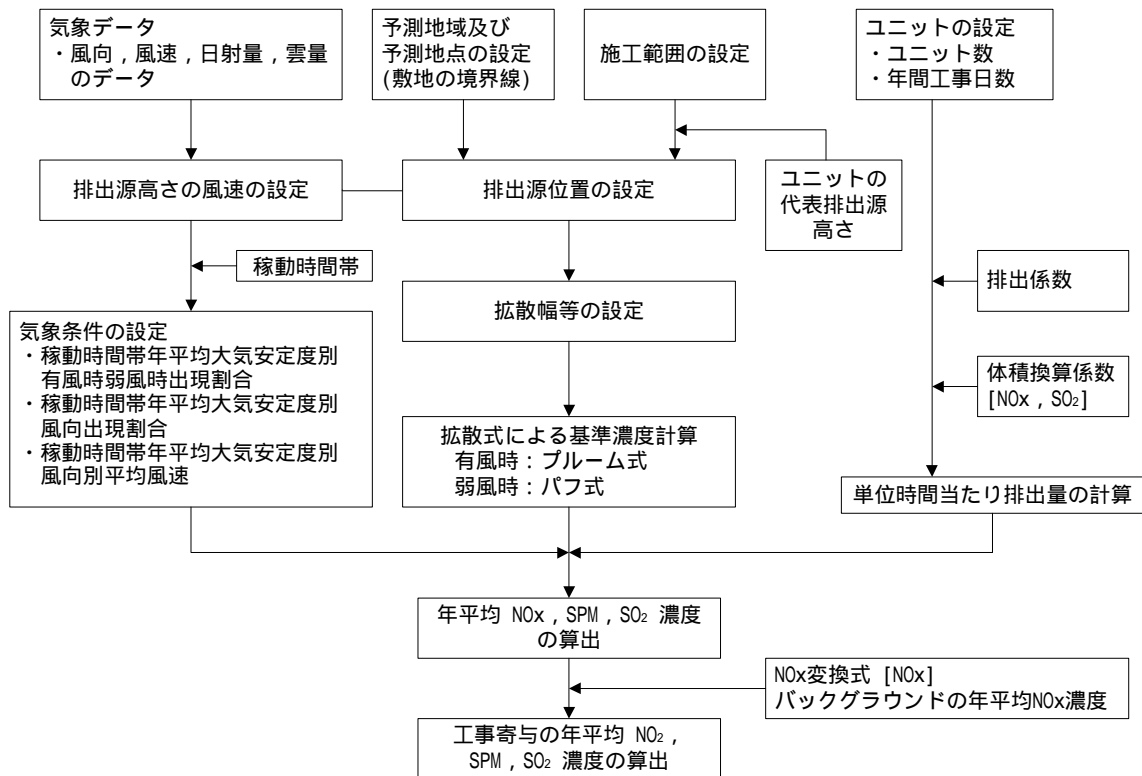 気象データ
・風向，風速，日射量，雲量
のデータ
予測地域及び
予測地点の設定
(敷地の境界線)
施工範囲の設定
ユニットの設定
・ユニット数
・年間工事日数
排出源高さの風速の設定
排出源位置の設定
ユニットの
代表排出源
高さ
稼動時間帯
排出係数
拡散幅等の設定
気象条件の設定
・稼動時間帯年平均大気安定度別
有風時弱風時出現割合
・稼動時間帯年平均大気安定度別
風向出現割合
・稼動時間帯年平均大気安定度別
風向別平均風速
体積換算係数
[NOx，SO₂]
拡散式による基準濃度計算
有風時：プルーム式
弱風時：パフ式
単位時間当たり排出量の計算
年平均 NOx，SPM，SO₂ 濃度
の算出
NOx変換式 [NOx]
バックグラウンドの年平均NOx濃度
工事寄与の年平均 NO₂，
SPM，SO₂ 濃度の算出